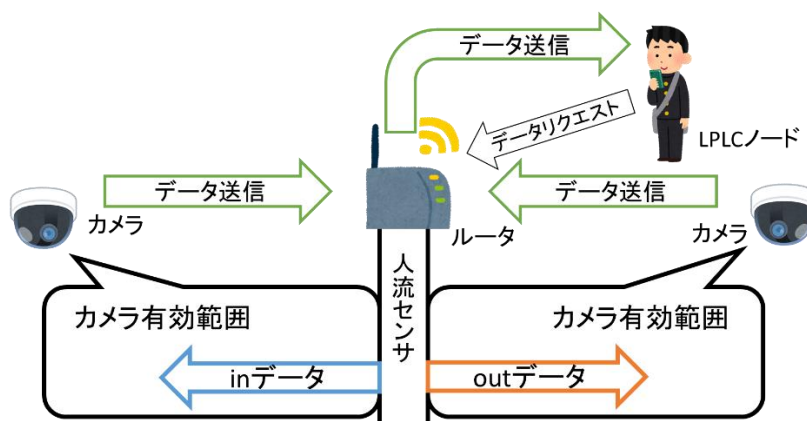 データ送信
データリクエスト
LPLCノード
データ送信
データ送信
カメラ
ルータ
カメラ
人流センサ
カメラ有効範囲
カメラ有効範囲
inデータ
outデータ